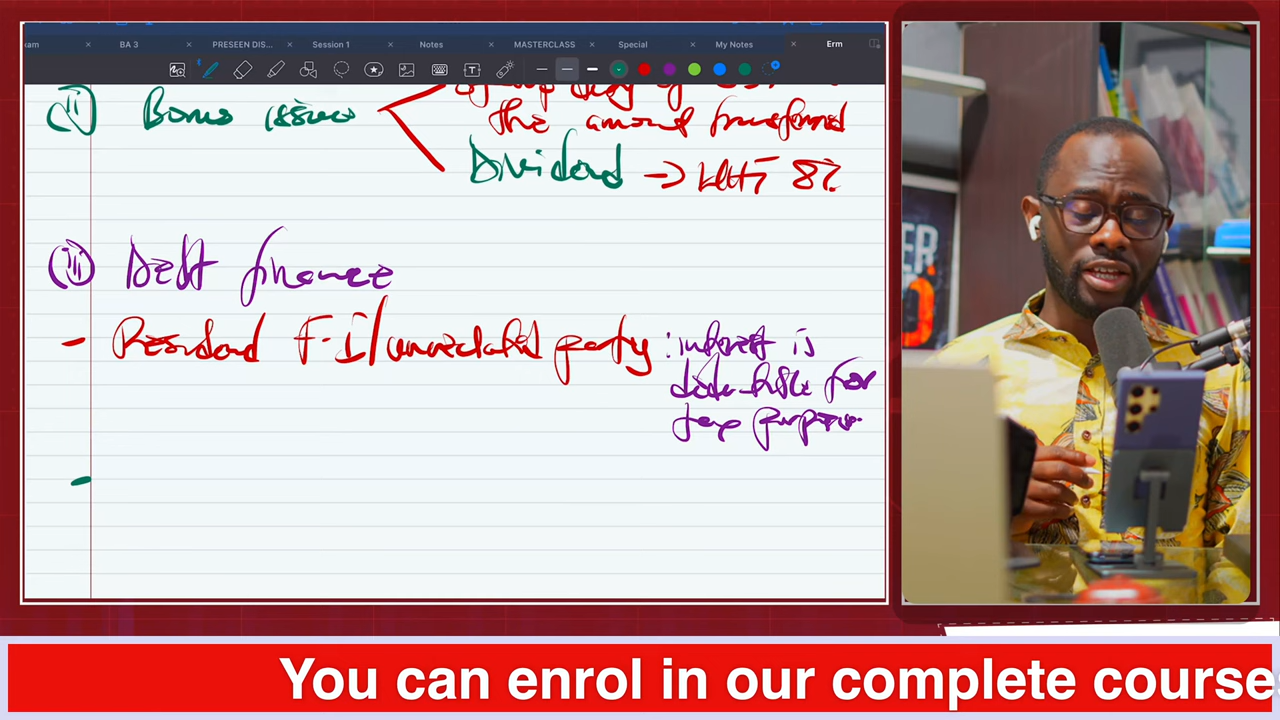 am
BA 3
PRESEEN DIS...
Session 1
Notes
MASTERCLASS
Special
My Notes
Erm
(ii) Bonus issues
the amount transferred
Dividend → WHT 8%
(iii) Debt finance
- Resident F-I/unrelated party : interest is
deductible for
tax purpose.
-
You can enrol in our complete course